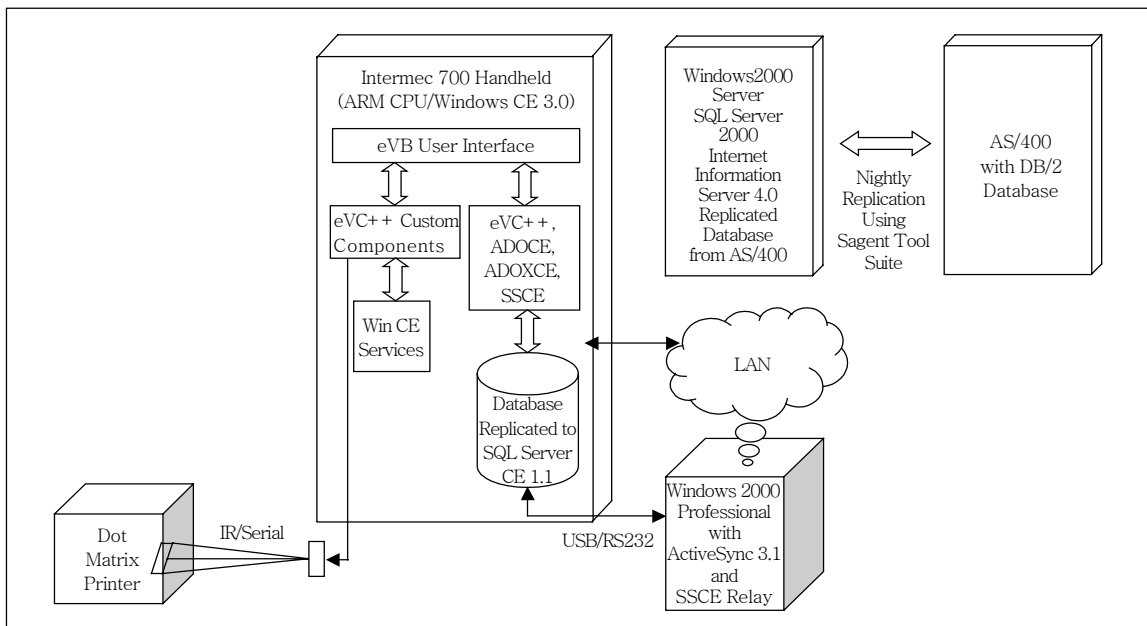 Intermec 700 Handheld
(ARM CPU/Windows CE 3.0)
eVB User Interface
eVC++ Custom
Components
eVC++,
ADOCE,
ADOXCE,
SSCE
Win CE
Services
Database
Replicated to
SQL Server
CE 1.1
Windows2000
Server
SQL Server
2000
Internet
Information
Server 4.0
Replicated
Database
from AS/400
Nightly
Replication
Using
Sagent Tool
Suite
AS/400
with DB/2
Database
LAN
Windows 2000
Professional
with
ActiveSync 3.1
and
SSCE Relay
USB/RS232
IR/Serial
Dot
Matrix
Printer